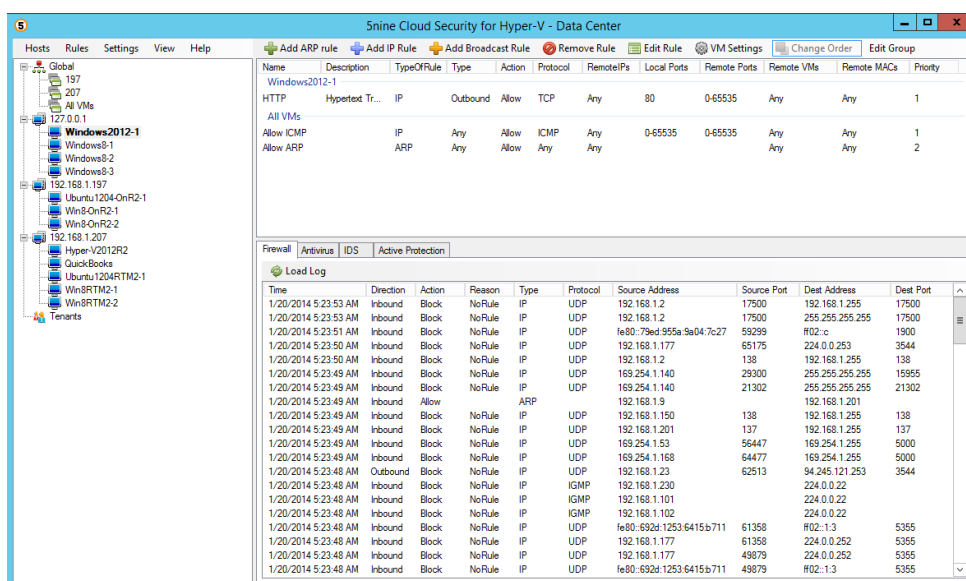 5nine Cloud Security for Hyper-V - Data Center
Hosts Rules Settings View Help
Add ARP rule Add IP Rule Add Broadcast Rule Remove Rule Edit Rule VM Settings Change Order Edit Group
Global
197
207
All VMs
127.0.0.1
Windows2012-1
Windows8-1
Windows8-2
Windows8-3
192.168.1.197
Ubuntu1204-OnR2-1
Win8-OnR2-1
Win8-OnR2-2
192.168.1.207
Hyper-V2012R2
QuickBooks
Ubuntu1204RTM2-1
Win8RTM2-1
Win8RTM2-2
Tenants
Name Description TypeOfRule Type Action Protocol RemoteIPs Local Ports Remote Ports Remote VMs Remote MACs Priority
Windows2012-1
HTTP Hypertext Tr... IP Outbound Allow TCP Any 80 0-65535 Any Any 1
All VMs
Allow ICMP IP Any Allow ICMP Any 0-65535 0-65535 Any Any 1
Allow ARP ARP Any Allow Any Any Any Any 2
Firewall Antivirus IDS Active Protection
Load Log
Time Direction Action Reason Type Protocol Source Address Source Port Dest Address Dest Port
1/20/2014 5:23:53 AM Inbound Block NoRule IP UDP 192.168.1.2 17500 192.168.1.255 17500
1/20/2014 5:23:53 AM Inbound Block NoRule IP UDP 192.168.1.2 17500 255.255.255.255 17500
1/20/2014 5:23:51 AM Inbound Block NoRule IP UDP fe80::79ed:955a:9a04:7c27 59299 ff02::c 1900
1/20/2014 5:23:50 AM Inbound Block NoRule IP UDP 192.168.1.177 65175 224.0.0.253 3544
1/20/2014 5:23:50 AM Inbound Block NoRule IP UDP 192.168.1.2 138 192.168.1.255 138
1/20/2014 5:23:49 AM Inbound Block NoRule IP UDP 169.254.1.140 29300 255.255.255.255 15955
1/20/2014 5:23:49 AM Inbound Block NoRule IP UDP 169.254.1.140 21302 255.255.255.255 21302
1/20/2014 5:23:49 AM Inbound Allow ARP 192.168.1.9 192.168.1.201
1/20/2014 5:23:49 AM Inbound Block NoRule IP UDP 192.168.1.150 138 192.168.1.255 138
1/20/2014 5:23:49 AM Inbound Block NoRule IP UDP 192.168.1.201 137 192.168.1.255 137
1/20/2014 5:23:49 AM Inbound Block NoRule IP UDP 169.254.1.53 56447 169.254.1.255 5000
1/20/2014 5:23:49 AM Inbound Block NoRule IP UDP 169.254.1.168 64477 169.254.1.255 5000
1/20/2014 5:23:48 AM Outbound Block NoRule IP UDP 192.168.1.23 62513 94.245.121.253 3544
1/20/2014 5:23:48 AM Inbound Block NoRule IP IGMP 192.168.1.230 224.0.0.22
1/20/2014 5:23:48 AM Inbound Block NoRule IP IGMP 192.168.1.101 224.0.0.22
1/20/2014 5:23:48 AM Inbound Block NoRule IP IGMP 192.168.1.102 224.0.0.22
1/20/2014 5:23:48 AM Inbound Block NoRule IP UDP fe80::692d:1253:6415:b711 61358 ff02::1:3 5355
1/20/2014 5:23:48 AM Inbound Block NoRule IP UDP 192.168.1.177 61358 224.0.0.252 5355
1/20/2014 5:23:48 AM Inbound Block NoRule IP UDP 192.168.1.177 49879 224.0.0.252 5355
1/20/2014 5:23:48 AM Inbound Block NoRule IP UDP fe80::692d:1253:6415:b711 49879 ff02::1:3 5355